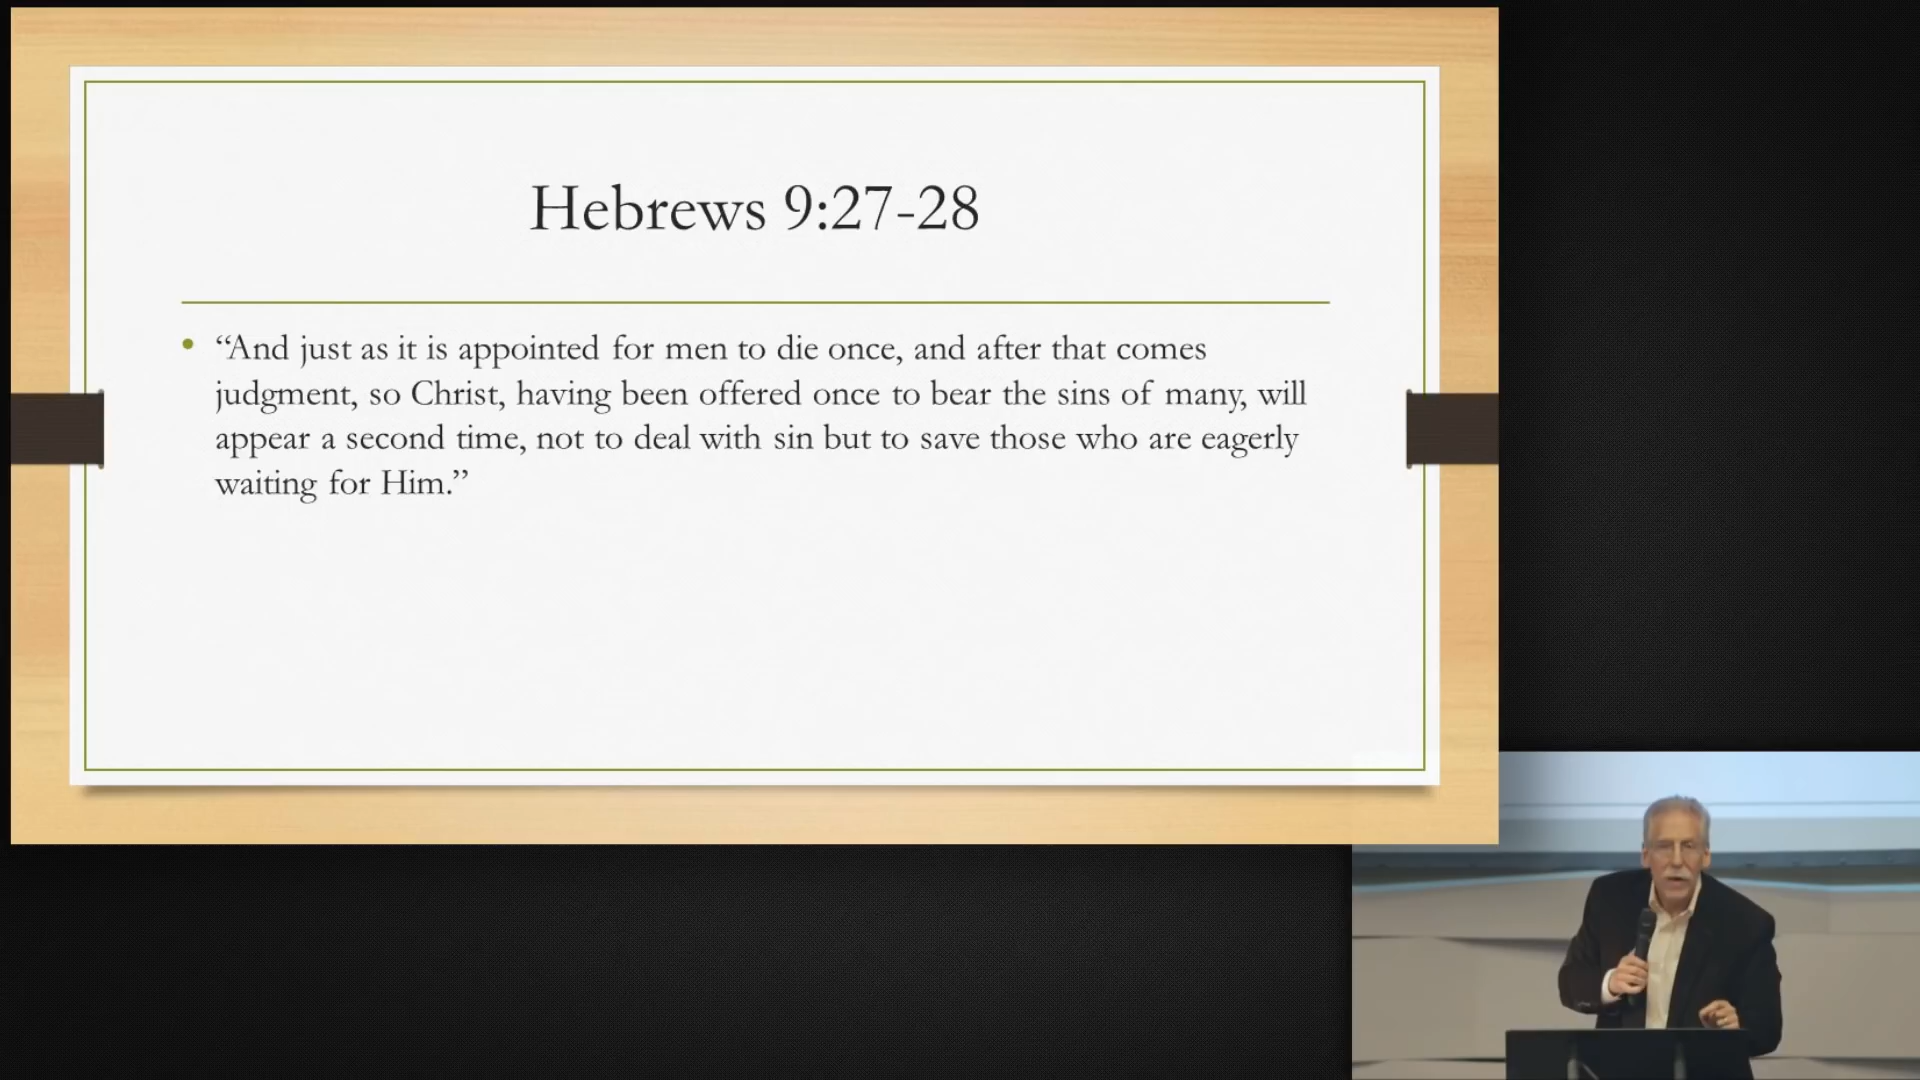 Hebrews 9:27-28
• “And just as it is appointed for men to die once, and after that comes
judgment, so Christ, having been offered once to bear the sins of many, will
appear a second time, not to deal with sin but to save those who are eagerly
waiting for Him.”